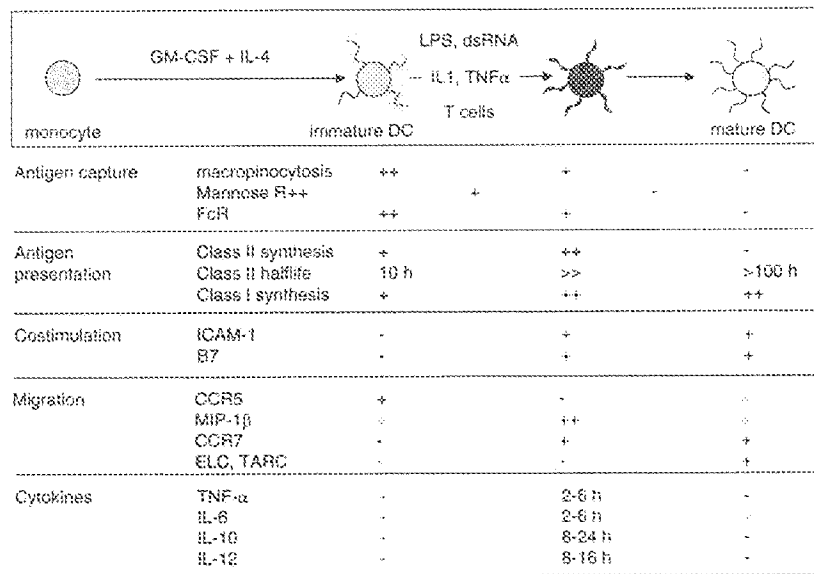 LPS, dsRNA
GM-CSF + IL-4
IL1, TNFα
T cells
monocyte immature DC mature DC
Antigen capture macropinocytosis ++ + -
Mannose R++ + -
FcR ++ + -
Antigen presentation Class II synthesis + ++ -
Class II halflife 10 h >> >100 h
Class I synthesis + ++ ++
Costimulation ICAM-1 - + +
B7 - + +
Migration CCR5 + -
MIP-1β ++
CCR7 - + +
ELC, TARC - - +
Cytokines TNF-α - 2-6 h -
IL-6 - 2-6 h
IL-10 - 8-24 h -
IL-12 - 8-16 h -